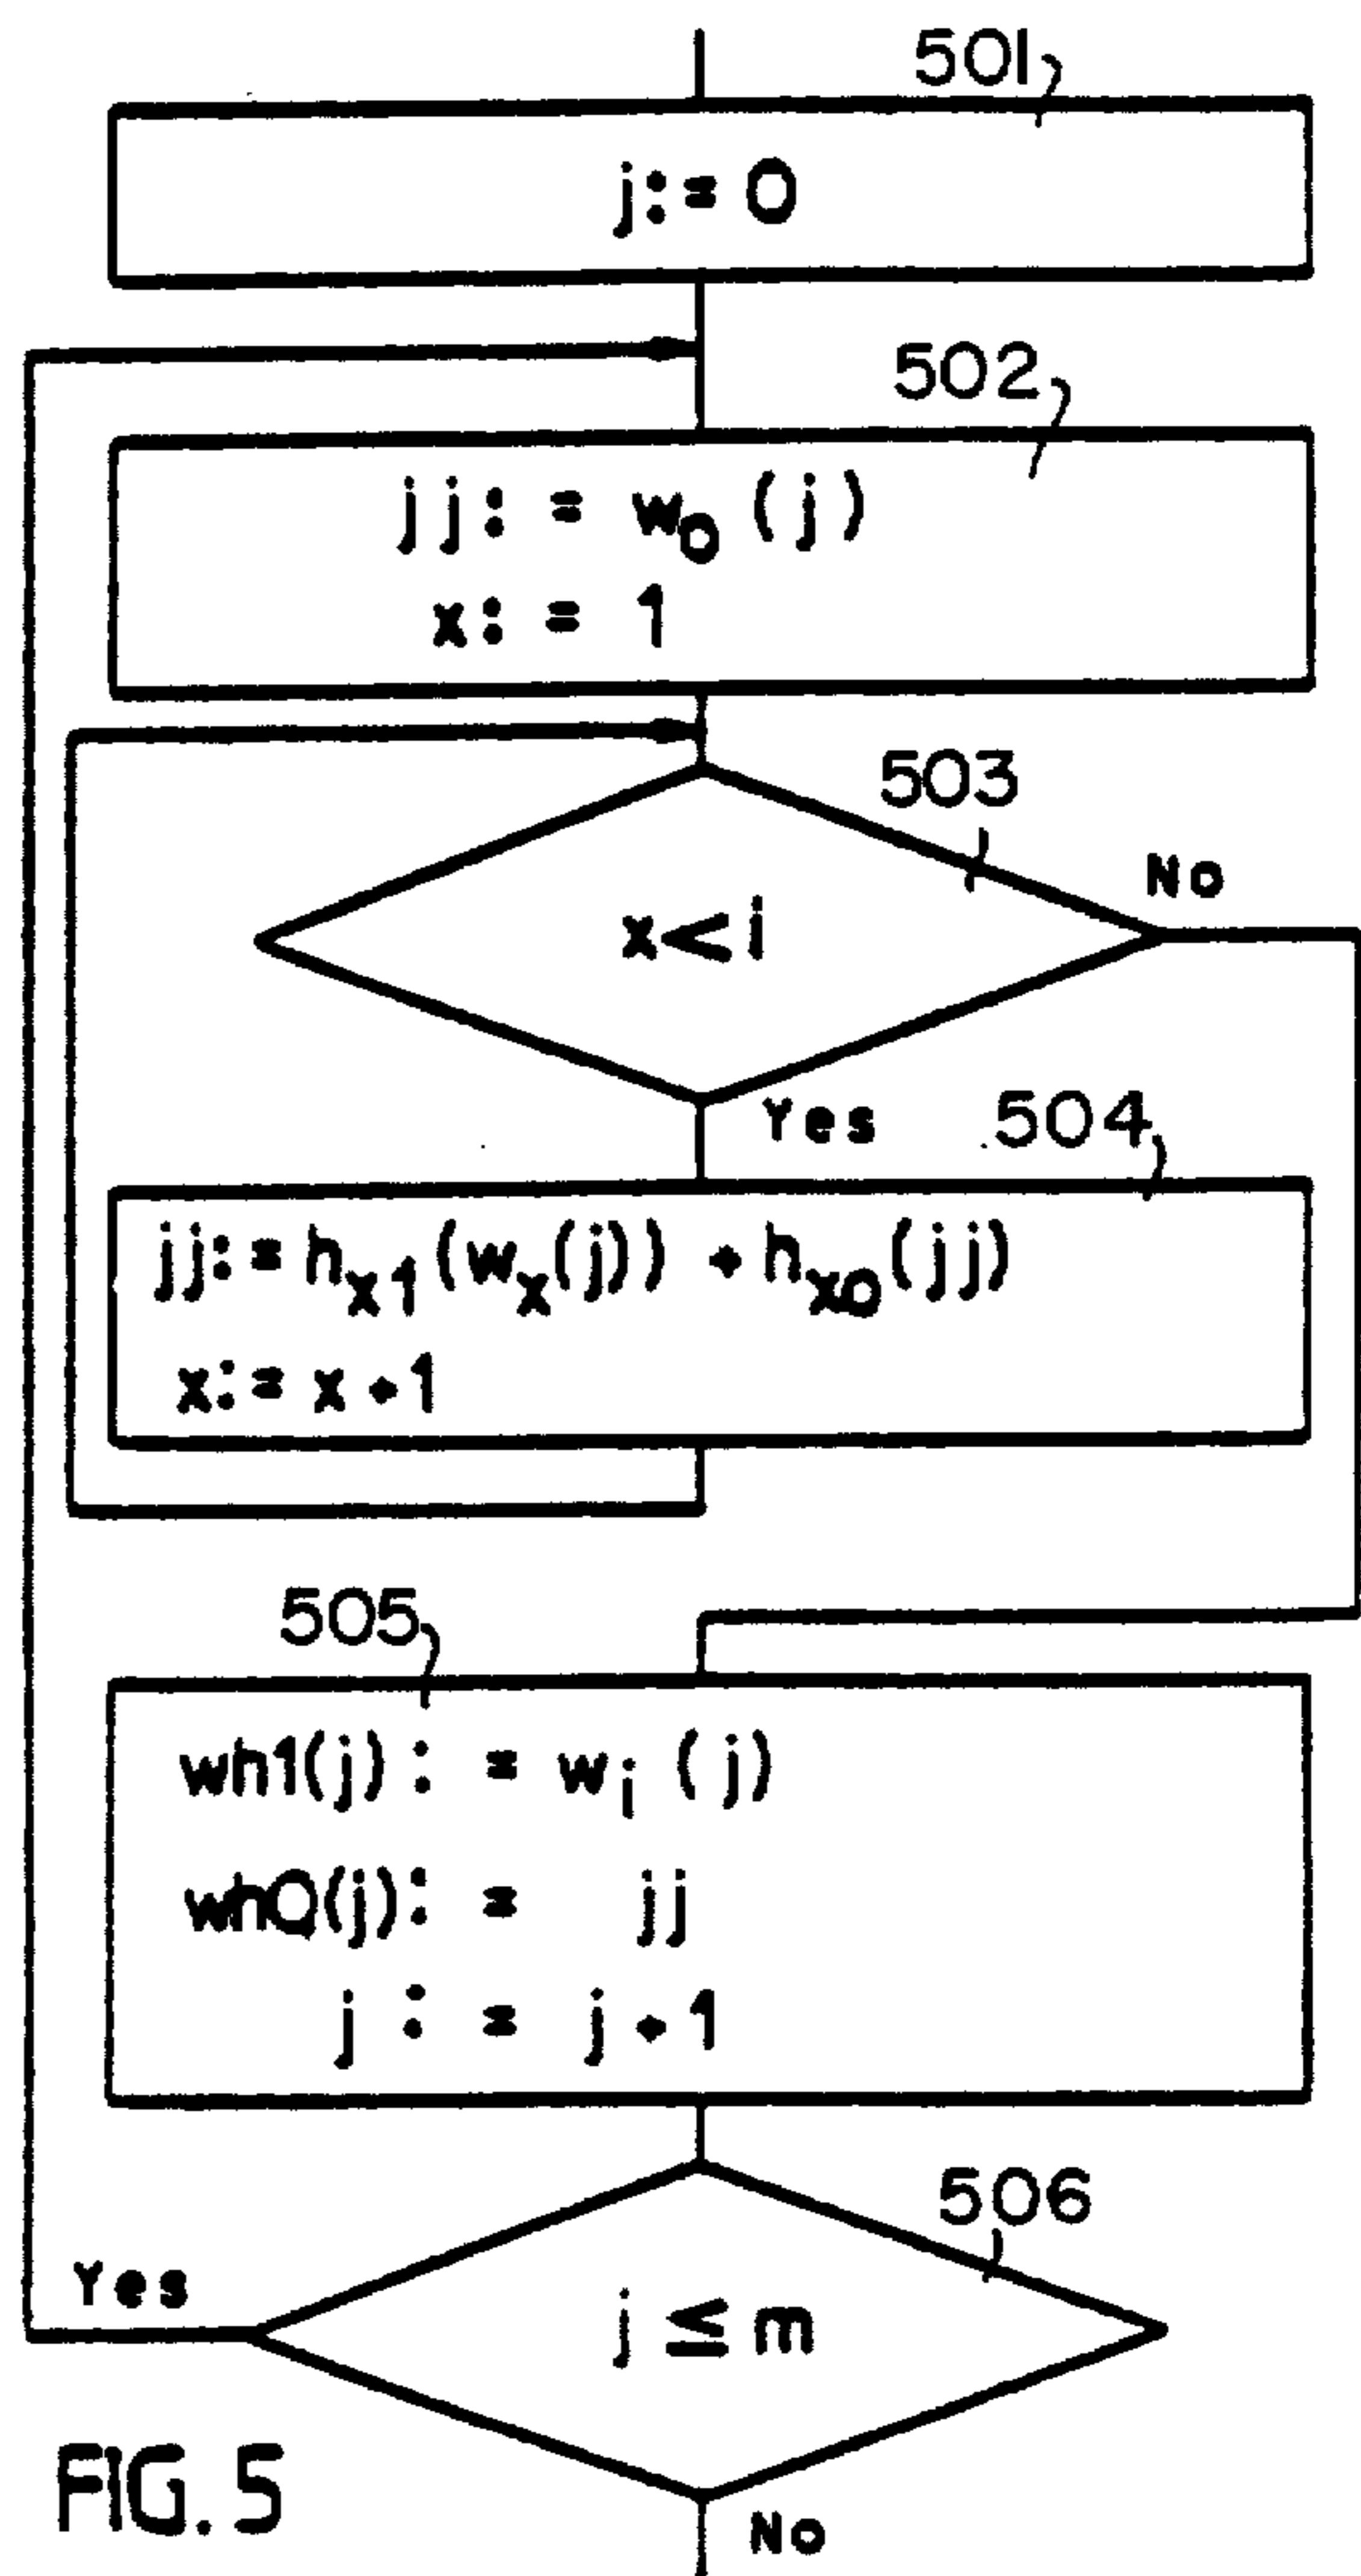 501
j:= 0
502
jj: = w₀ (j)
x: = 1
503
No
x<i
Yes
504
jj:= hₓ₁(wₓ(j)) + hₓ₀(jj)
x:= x+1
505
wh1(j): = wᵢ (j)
wh0(j): = jj
j : = j+1
506
Yes
j ≤ m
FIG. 5
No